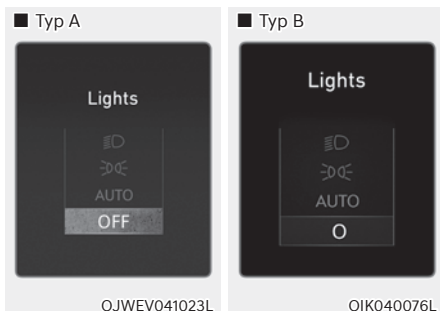 ■ Typ A
Lights
AUTO
OFF
OJWEV041023L
■ Typ B
Lights
AUTO
O
OIK040076L